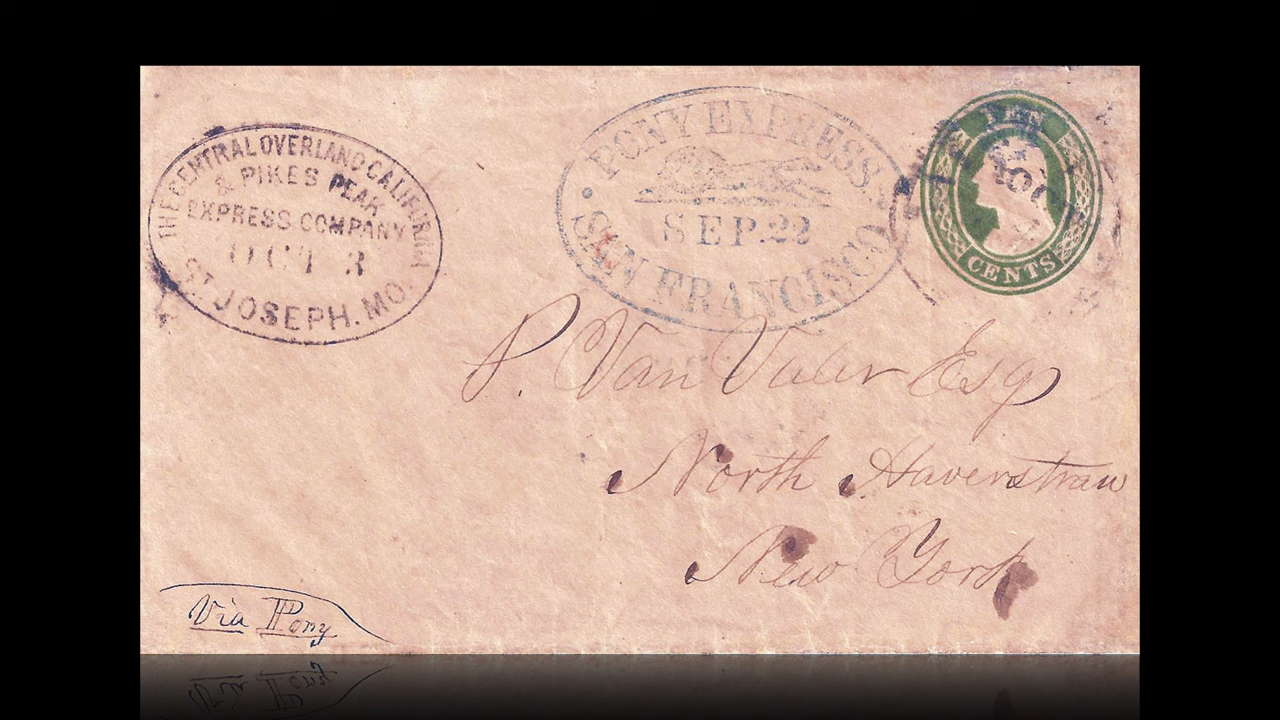 THE CENTRAL OVERLAND CALIFORNIA
& PIKES PEAK
EXPRESS COMPANY
OCT 3
ST JOSEPH. MO.
PONY EXPRESS.
SEP. 22
SAN FRANCISCO
TEN
CENTS
P. Van Valer Esq
North Haverstraw
New York
Via Pony